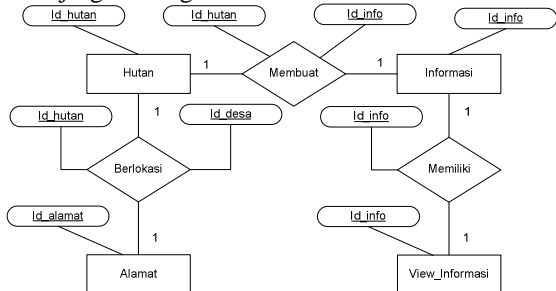 Id_hutan Id_hutan Id_info Id_info
Hutan 1 Membuat 1 Informasi
1 1
Id_hutan Id_desa Id_info
Berlokasi Memiliki
Id_alamat 1 Id_info 1
Alamat View_Informasi